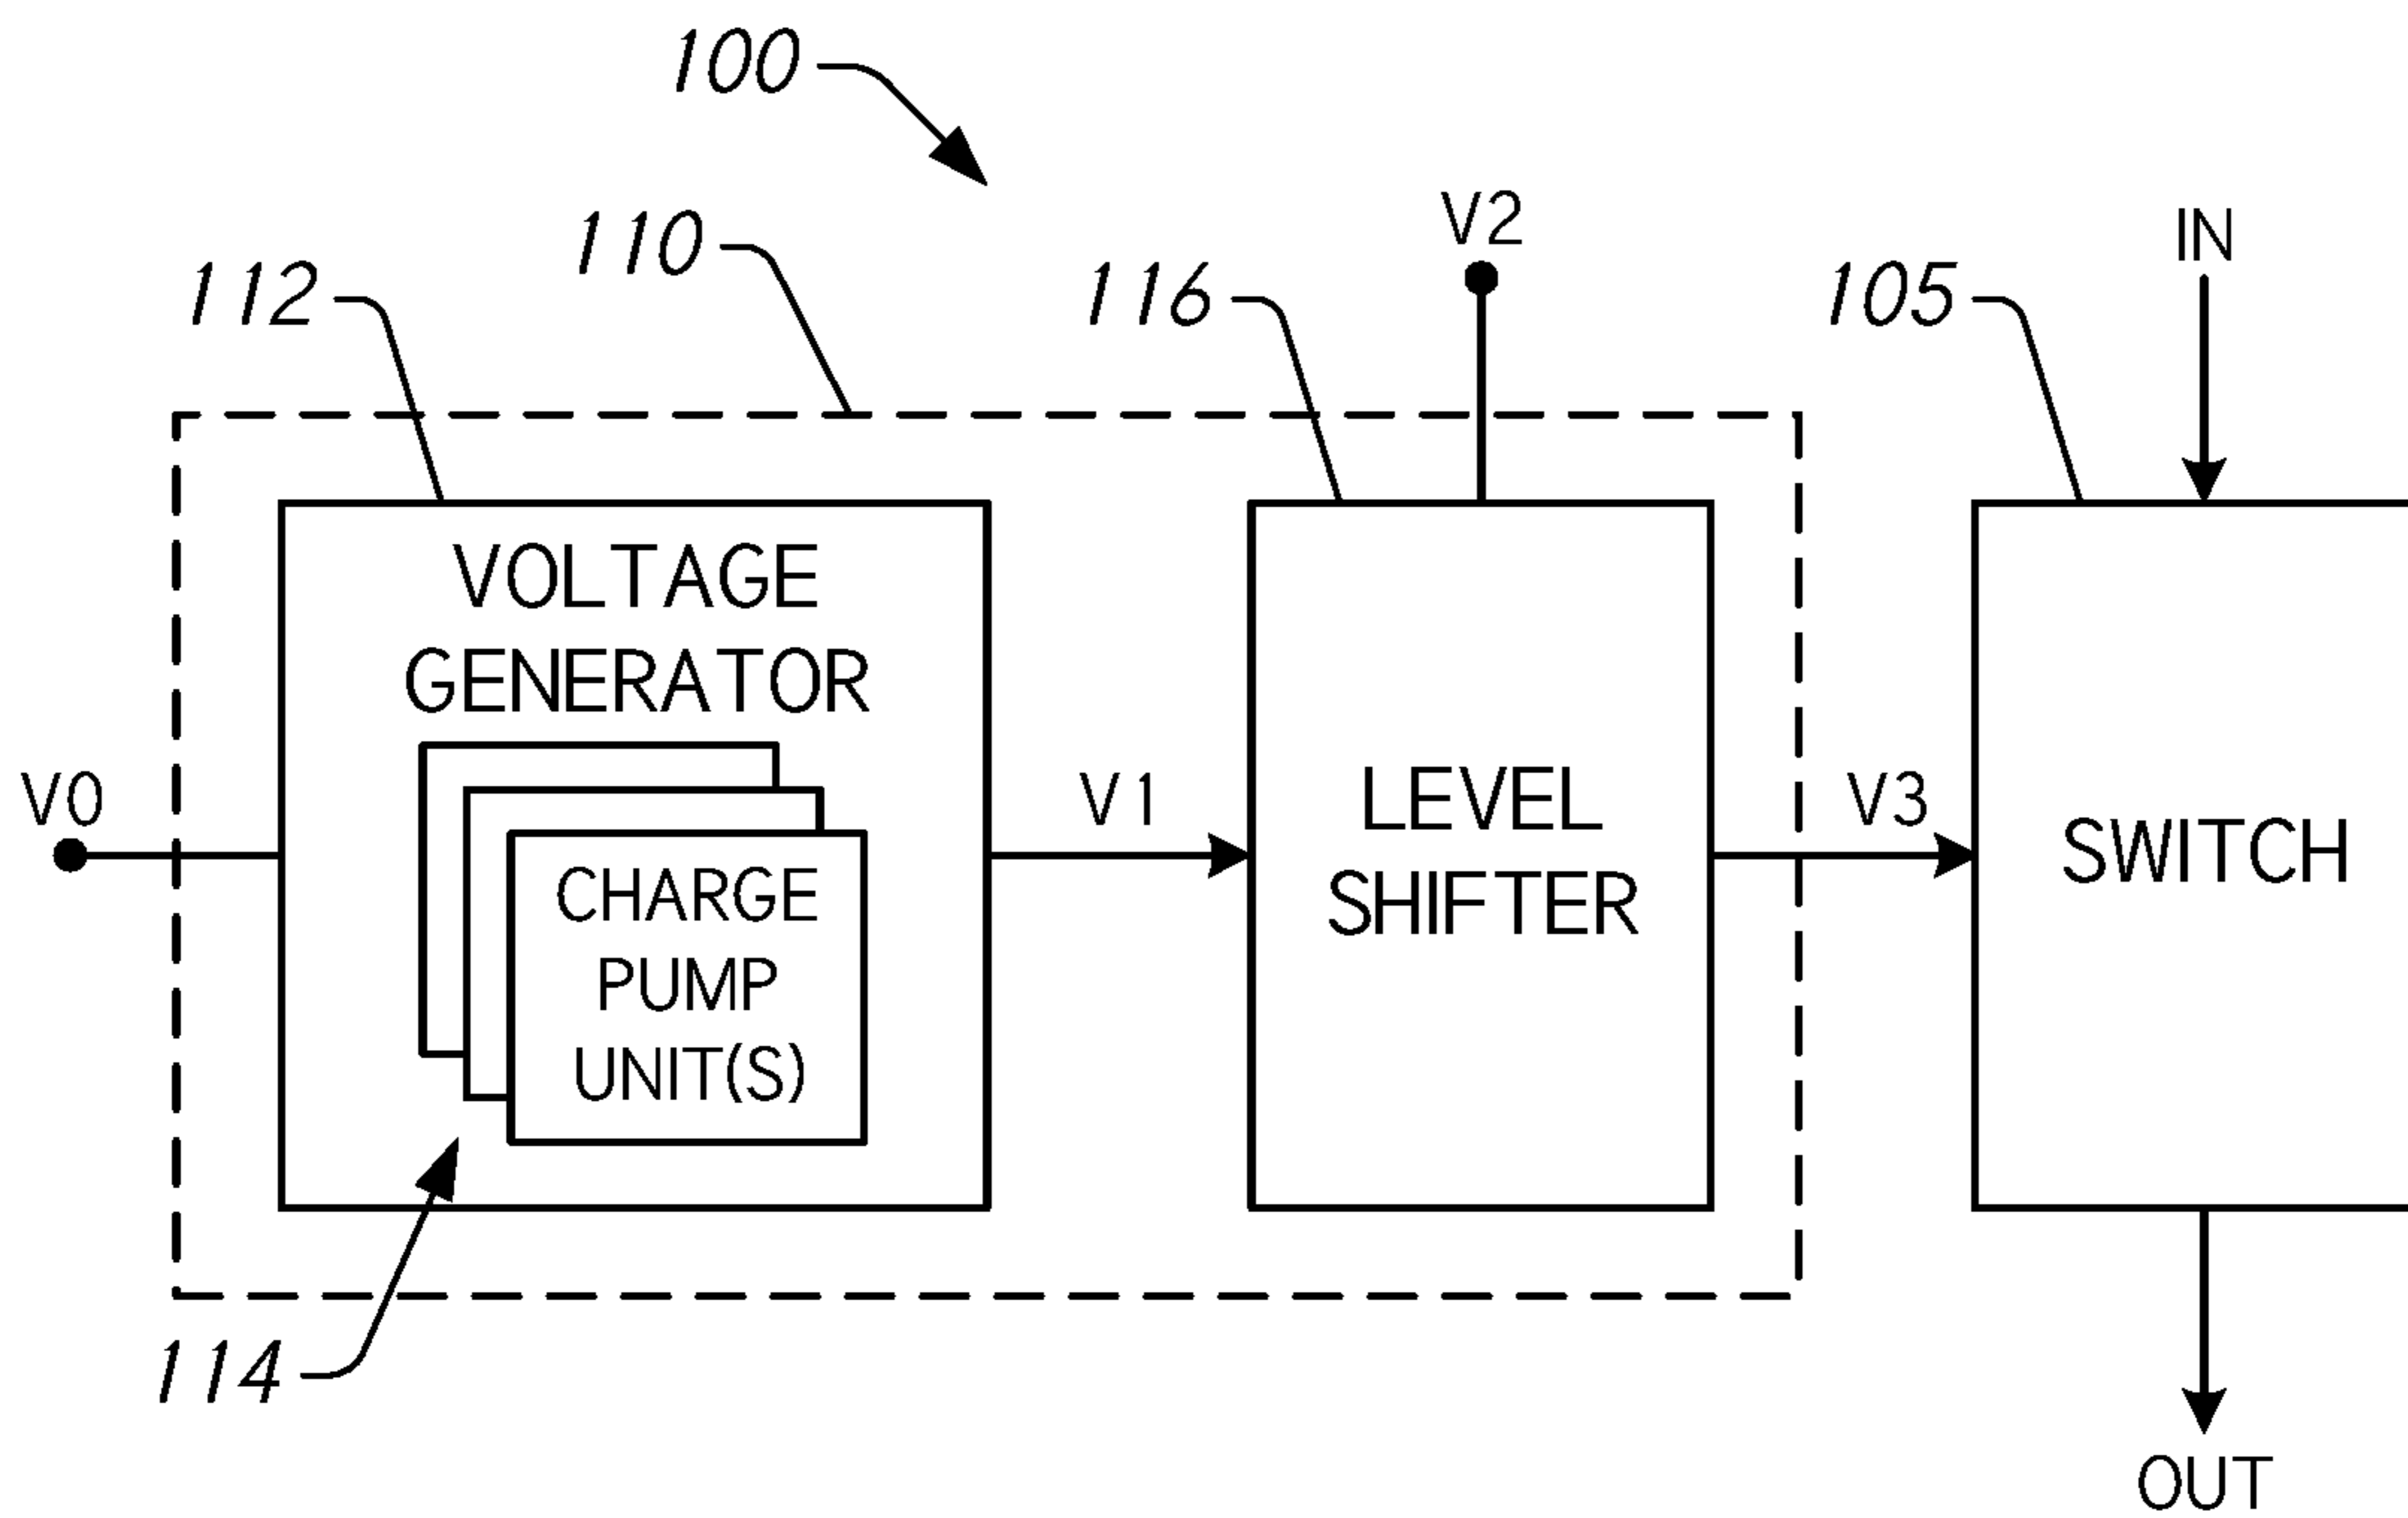 100
110
V2
112
116
IN
105
VOLTAGE
GENERATOR
V0
V1
LEVEL
SHIFTER
V3
SWITCH
CHARGE
PUMP
UNIT(S)
114
OUT